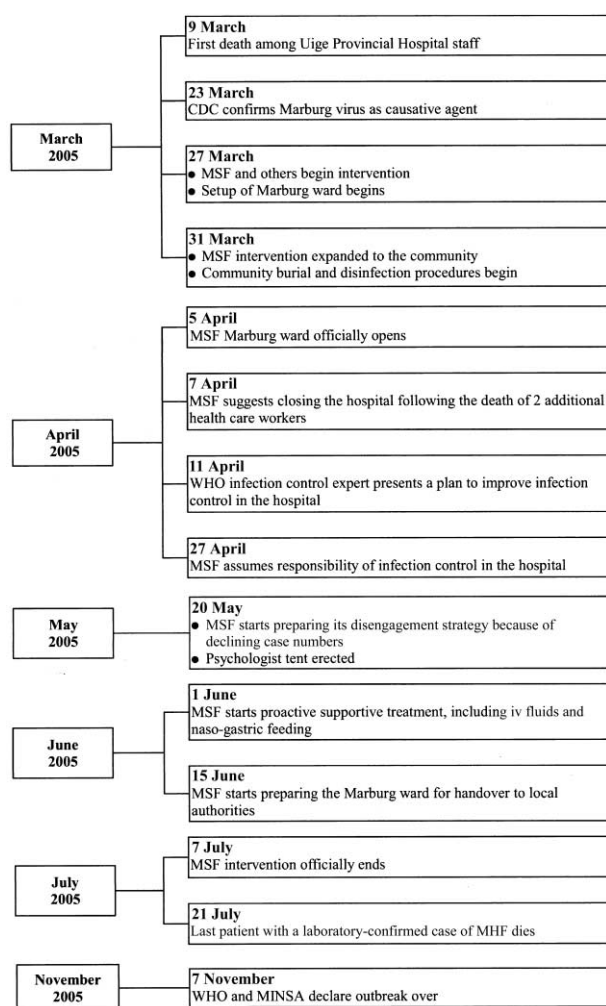 March
2005
9 March
First death among Uige Provincial Hospital staff
23 March
CDC confirms Marburg virus as causative agent
27 March
● MSF and others begin intervention
● Setup of Marburg ward begins
31 March
● MSF intervention expanded to the community
● Community burial and disinfection procedures begin
April
2005
5 April
MSF Marburg ward officially opens
7 April
MSF suggests closing the hospital following the death of 2 additional
health care workers
11 April
WHO infection control expert presents a plan to improve infection
control in the hospital
27 April
MSF assumes responsibility of infection control in the hospital
May
2005
20 May
● MSF starts preparing its disengagement strategy because of
declining case numbers
● Psychologist tent erected
June
2005
1 June
MSF starts proactive supportive treatment, including iv fluids and
naso-gastric feeding
15 June
MSF starts preparing the Marburg ward for handover to local
authorities
July
2005
7 July
MSF intervention officially ends
21 July
Last patient with a laboratory-confirmed case of MHF dies
November
2005
7 November
WHO and MINSA declare outbreak over